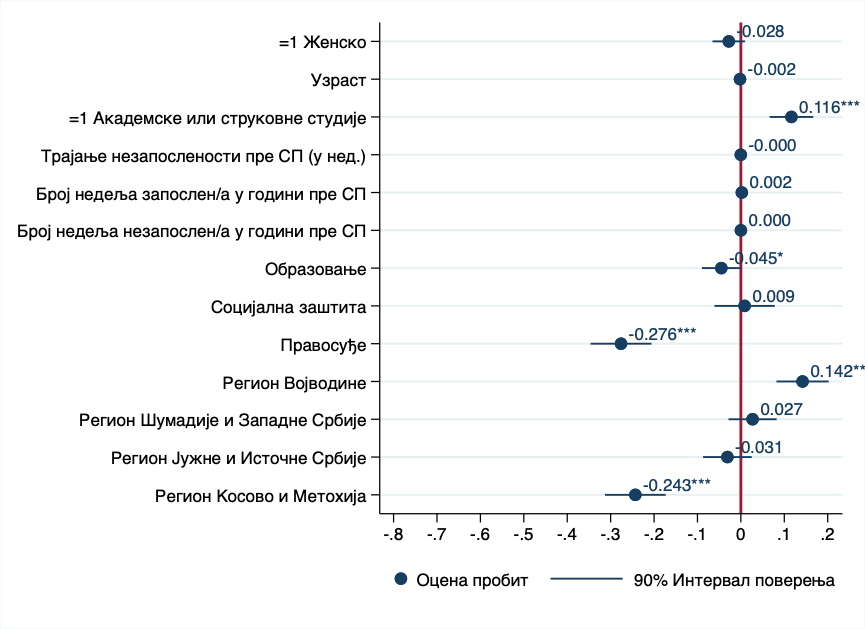 =1 Женско -0.028
Узраст -0.002
=1 Академске или струковне студије 0.116***
Трајање незапослености пре СП (у нед.) -0.000
Број недеља запослен/а у години пре СП 0.002
Број недеља незапослен/а у години пре СП 0.000
Образовање -0.045*
Социјална заштита 0.009
Правосуђе -0.276***
Регион Војводине 0.142**
Регион Шумадије и Западне Србије 0.027
Регион Јужне и Источне Србије -0.031
Регион Косово и Метохија -0.243***
-.8 -.7 -.6 -.5 -.4 -.3 -.2 -.1 0 .1 .2
Оцена пробит 90% Интервал поверења